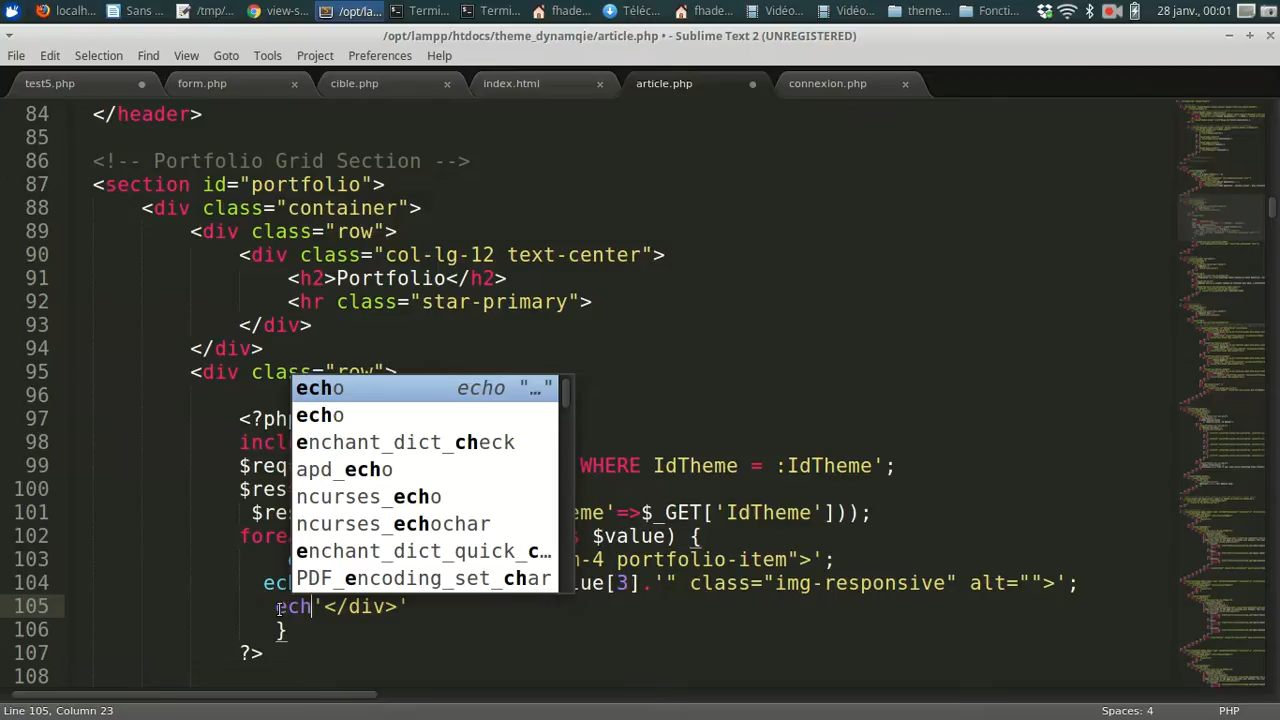 localh...
Sans ...
/tmp/...
view-s...
/opt/la...
Termi...
Termi...
fhade...
Téléc...
fhade...
Vidéo...
Vidéo...
theme...
Foncti...
28 janv., 00:01
/opt/lampp/htdocs/theme_dynamqie/article.php • - Sublime Text 2 (UNREGISTERED)
File Edit Selection Find View Goto Tools Project Preferences Help
test5.php form.php cible.php index.html article.php connexion.php
84 </header>
85
86 <!-- Portfolio Grid Section -->
87 <section id="portfolio">
88 <div class="container">
89 <div class="row">
90 <div class="col-lg-12 text-center">
91 <h2>Portfolio</h2>
92 <hr class="star-primary">
93 </div>
94 </div>
95 <div class="row">
96
97 <?php
98 incl
99 $req WHERE IdTheme = :IdTheme';
100 $res
101 $res eme'=>$_GET['IdTheme']));
102 fore $value) {
103 m-4 portfolio-item">';
104 ech ue[3].'" class="img-responsive" alt="">';
105 ech'</div>'
106 }
107 ?>
108
echo echo "…"
echo
enchant_dict_check
apd_echo
ncurses_echo
ncurses_echochar
enchant_dict_quick_c…
PDF_encoding_set_char
Line 105, Column 23 Spaces: 4 PHP